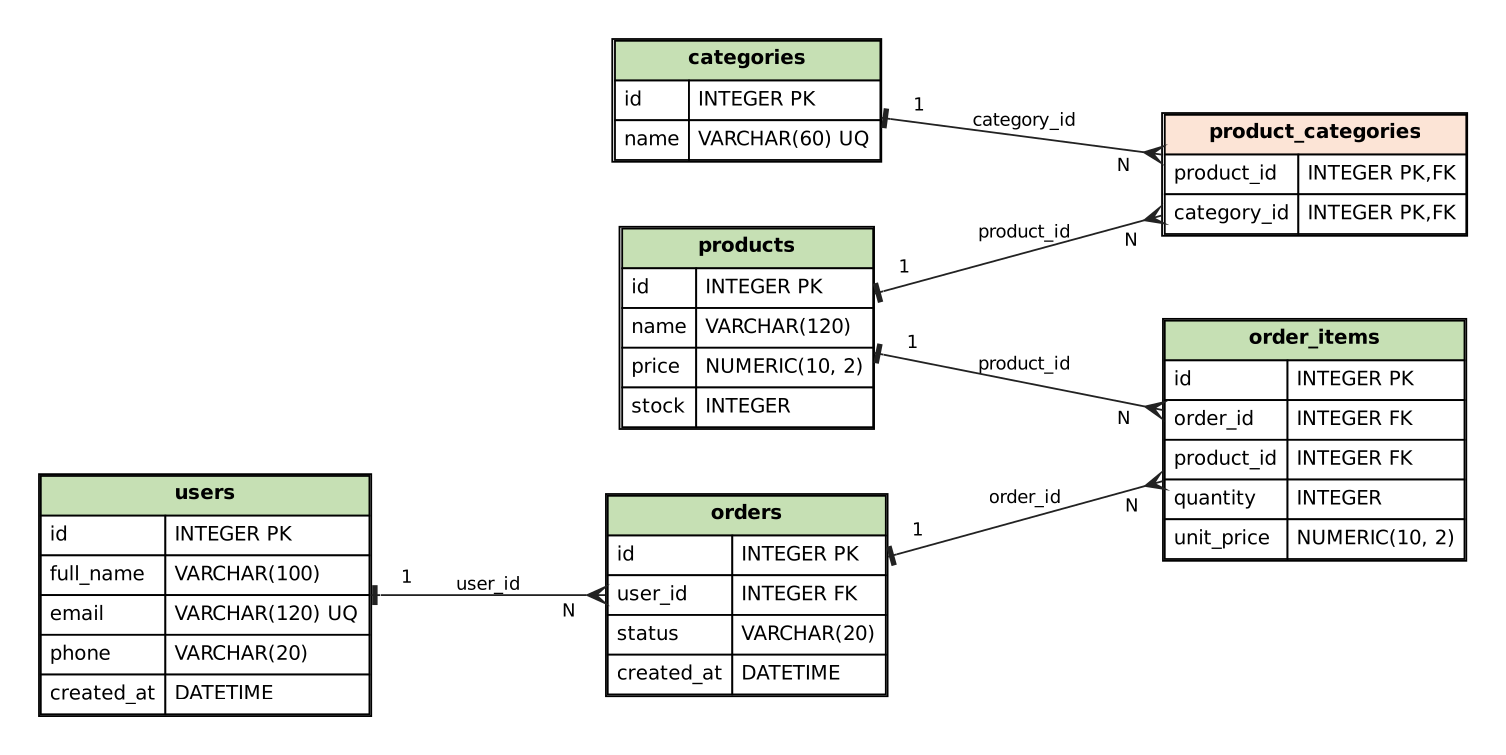 categories
id INTEGER PK
name VARCHAR(60) UQ
1
category_id
N
product_categories
product_id INTEGER PK,FK
category_id INTEGER PK,FK
products
id INTEGER PK
name VARCHAR(120)
price NUMERIC(10, 2)
stock INTEGER
1
product_id
N
1
product_id
N
order_items
id INTEGER PK
order_id INTEGER FK
product_id INTEGER FK
quantity INTEGER
unit_price NUMERIC(10, 2)
users
id INTEGER PK
full_name VARCHAR(100)
email VARCHAR(120) UQ
phone VARCHAR(20)
created_at DATETIME
1
user_id
N
orders
id INTEGER PK
user_id INTEGER FK
status VARCHAR(20)
created_at DATETIME
1
order_id
N